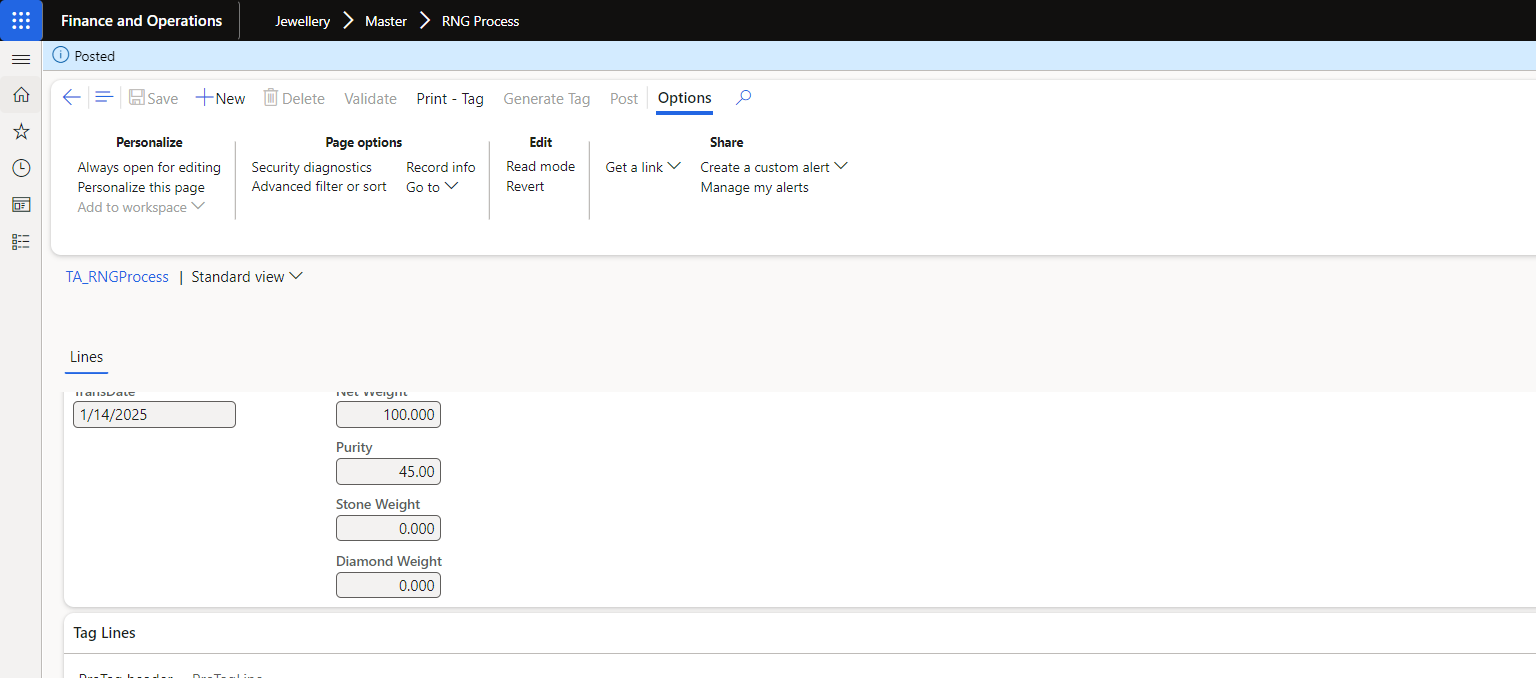 Finance and Operations Jewellery Master RNG Process
Posted
Save New Delete Validate Print - Tag Generate Tag Post Options
Personalize Page options Edit Share
Always open for editing Security diagnostics Record info Read mode Get a link Create a custom alert
Personalize this page Advanced filter or sort Go to Revert Manage my alerts
Add to workspace
TA_RNGProcess | Standard view
Lines
TransDate Net Weight
1/14/2025 100.000
Purity
45.00
Stone Weight
0.000
Diamond Weight
0.000
Tag Lines
ProTag header ProTagLine